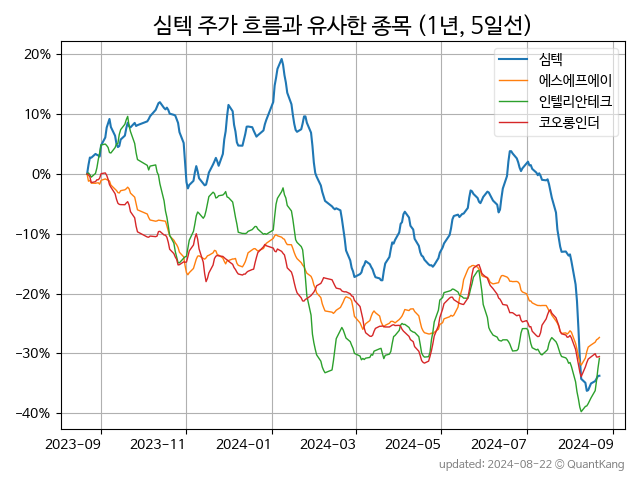 심텍 주가 흐름과 유사한 종목 (1년, 5일선)
심텍
에스에프에이
인텔리안테크
코오롱인더
20%
10%
0%
−10%
−20%
−30%
−40%
2023-09
2023-11
2024-01
2024-03
2024-05
2024-07
2024-09
updated: 2024-08-22 © QuantKang